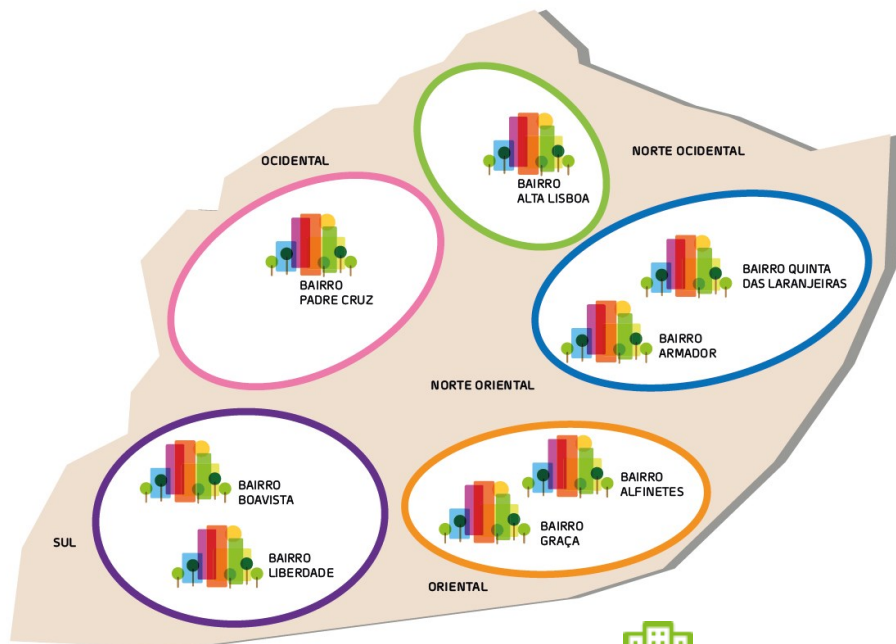 OCIDENTAL
NORTE OCIDENTAL
BAIRRO
ALTA LISBOA
BAIRRO
PADRE CRUZ
BAIRRO QUINTA
DAS LARANJEIRAS
BAIRRO
ARMADOR
NORTE ORIENTAL
BAIRRO
BOAVISTA
BAIRRO
ALFINETES
BAIRRO
GRAÇA
SUL
BAIRRO
LIBERDADE
ORIENTAL